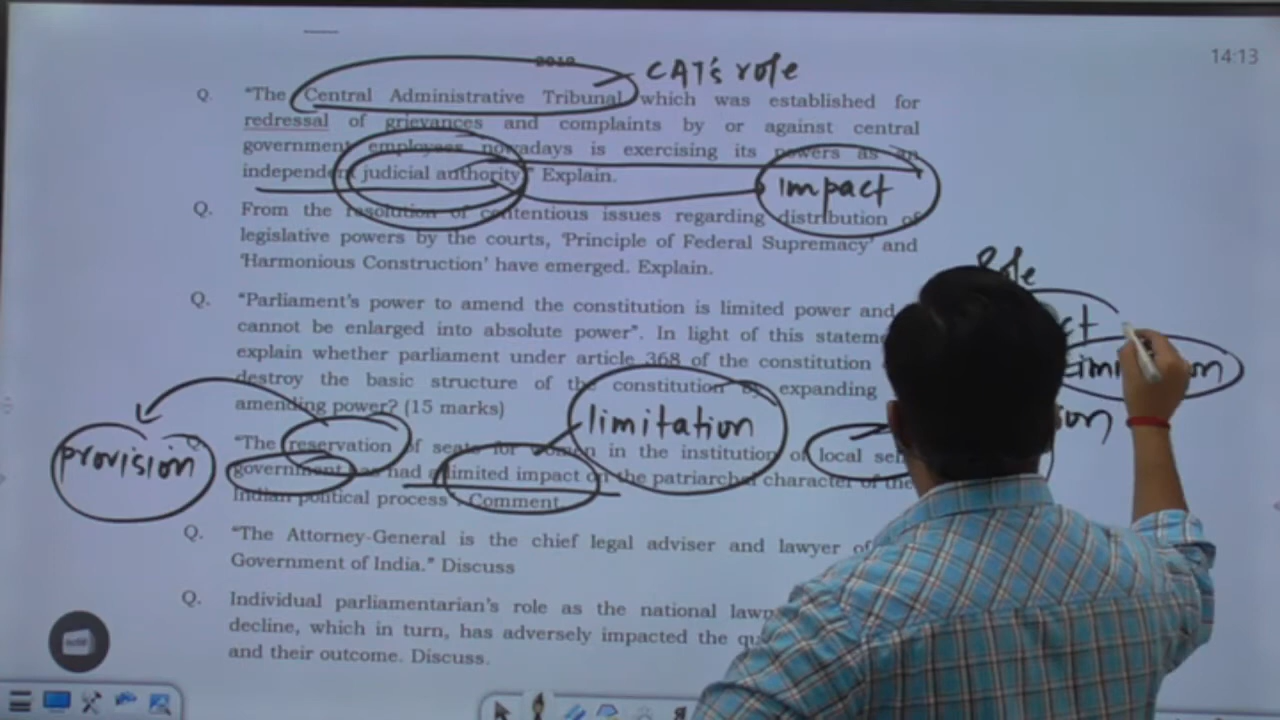 14:13
2019
CAT's role
Q. "The Central Administrative Tribunal which was established for
redressal of grievances and complaints by or against central
government employees nowadays is exercising its powers as an
independent judicial authority" Explain.
impact
Q. From the resolution of contentious issues regarding distribution of
legislative powers by the courts, 'Principle of Federal Supremacy' and
'Harmonious Construction' have emerged. Explain.
Role
Q. "Parliament's power to amend the constitution is limited power and
cannot be enlarged into absolute power". In light of this
explain whether parliament under article 368 of the constitution
destroy the basic structure of the constitution by expanding
amending power? (15 marks)
limitation
provision
Q. "The reservation of seats for women in the institution of local
government has had a limited impact on the patriarchal character of the
Indian political process". Comment
Q. "The Attorney-General is the chief legal adviser and lawyer of
Government of India." Discuss
Q. Individual parliamentarian's role as the national
decline, which in turn, has adversely impacted the
and their outcome. Discuss.